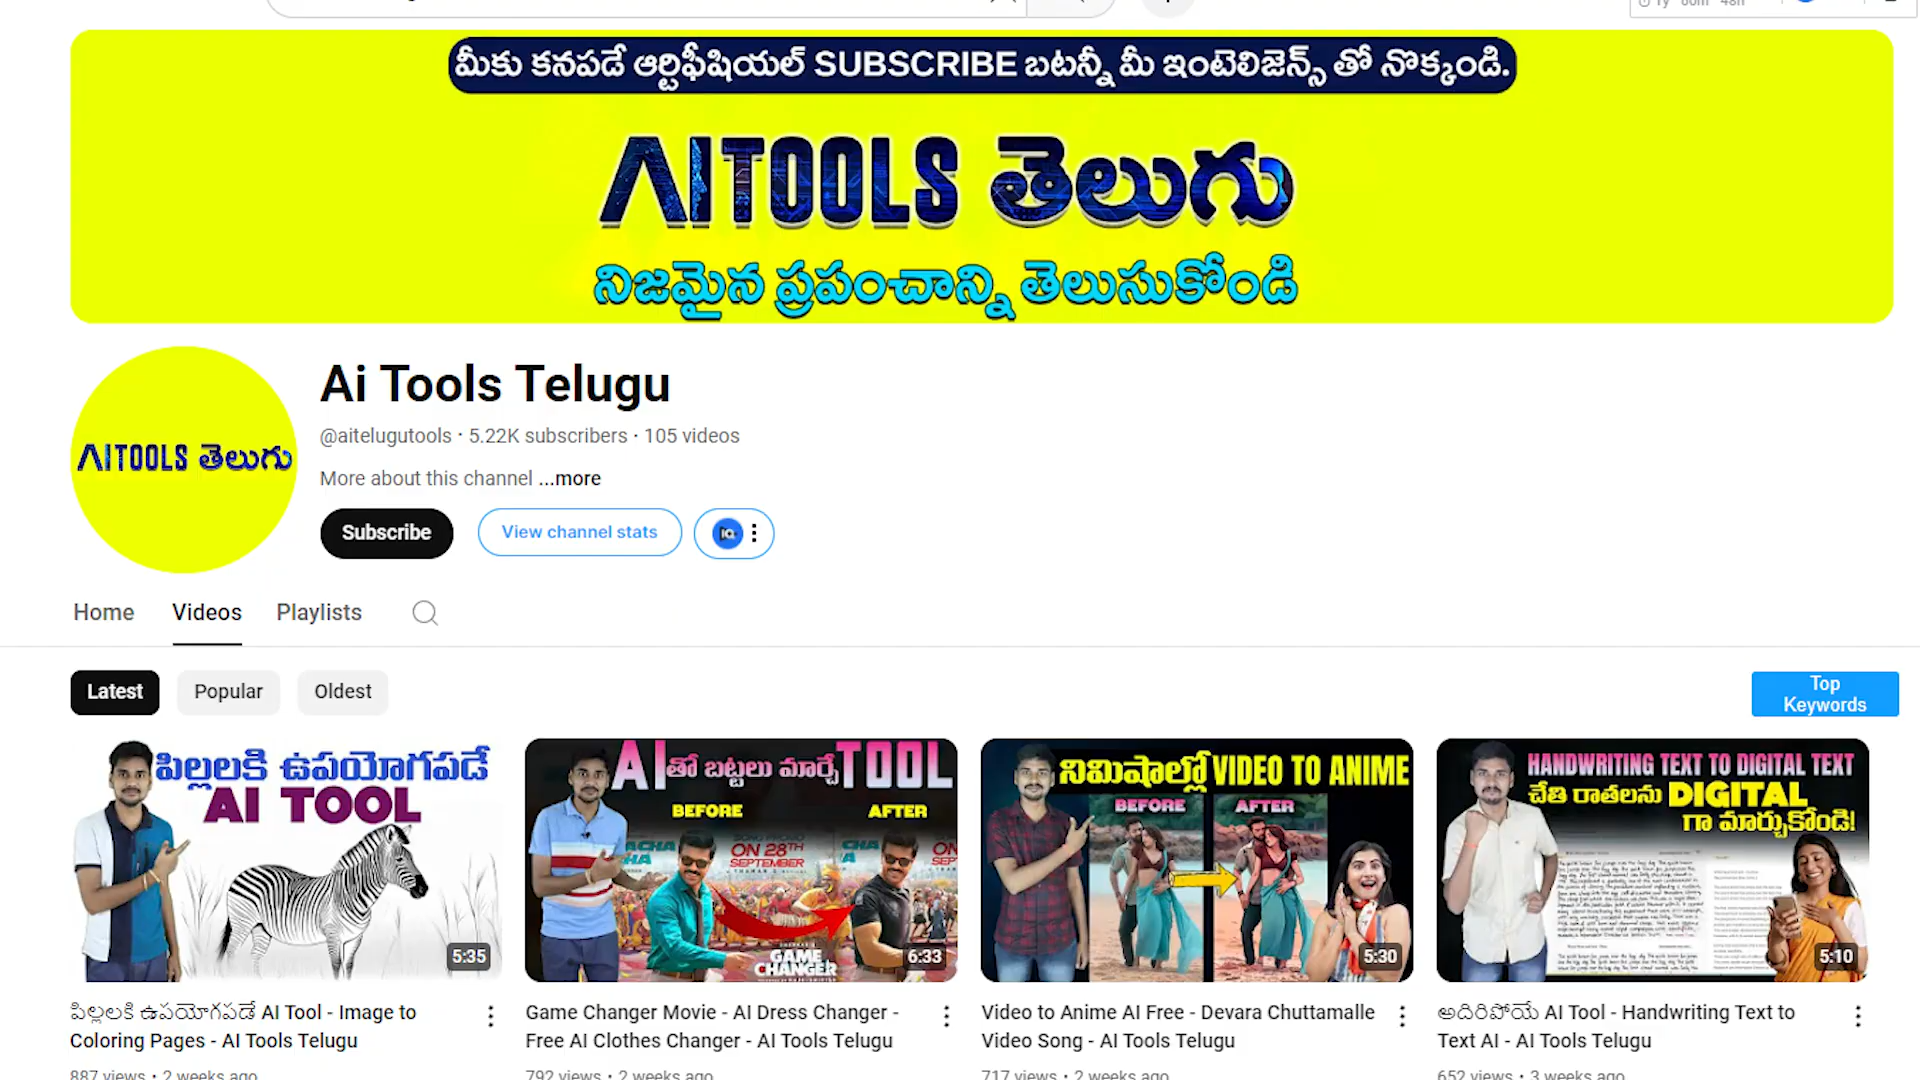 మీకు కనపడే ఆర్టిఫీషియల్ SUBSCRIBE బటన్నీ మీ ఇంటెలిజెన్స్ తో నొక్కండి.
AITOOLS తెలుగు
నిజమైన ప్రపంచాన్ని తెలుసుకోండి
AITOOLS తెలుగు
Ai Tools Telugu
@aitelugutools · 5.22K subscribers · 105 videos
More about this channel ...more
Subscribe
View channel stats
Home
Videos
Playlists
Latest
Popular
Oldest
Top
Keywords
పిల్లలకి ఉపయోగపడే
AI TOOL
5:35
AIతో బట్టలు మార్చే TOOL
BEFORE
AFTER
ON 28TH
SEPTEMBER
GAME
CHANGER
6:33
నిమిషాల్లో VIDEO TO ANIME
BEFORE
AFTER
5:30
HANDWRITING TEXT TO DIGITAL TEXT
చేతి రాతలను DIGITAL
గా మార్చుకోండి!
5:10
పిల్లలకి ఉపయోగపడే AI Tool - Image to
Coloring Pages - AI Tools Telugu
887 views · 2 weeks ago
Game Changer Movie - AI Dress Changer -
Free AI Clothes Changer - AI Tools Telugu
792 views · 2 weeks ago
Video to Anime AI Free - Devara Chuttamalle
Video Song - AI Tools Telugu
717 views · 2 weeks ago
అదిరిపోయే AI Tool - Handwriting Text to
Text AI - AI Tools Telugu
652 views · 3 weeks ago